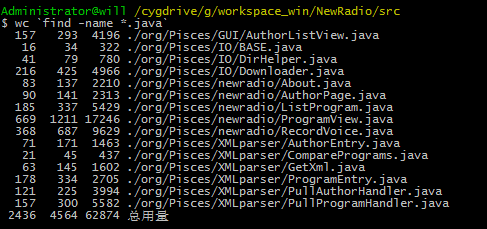 Administrator@will /cygdrive/g/workspace_win/NewRadio/src
$ wc `find -name *.java`
157 293 4196 ./org/Pisces/GUI/AuthorListView.java
16 34 322 ./org/Pisces/IO/BASE.java
41 79 780 ./org/Pisces/IO/DirHelper.java
216 425 4966 ./org/Pisces/IO/Downloader.java
83 137 2210 ./org/Pisces/newradio/About.java
90 141 2313 ./org/Pisces/newradio/AuthorPage.java
185 337 5429 ./org/Pisces/newradio/ListProgram.java
669 1211 17246 ./org/Pisces/newradio/ProgramView.java
368 687 9629 ./org/Pisces/newradio/RecordVoice.java
71 171 1463 ./org/Pisces/XMLparser/AuthorEntry.java
21 45 437 ./org/Pisces/XMLparser/ComparePrograms.java
63 145 1602 ./org/Pisces/XMLparser/GetXml.java
178 334 2705 ./org/Pisces/XMLparser/ProgramEntry.java
121 225 3994 ./org/Pisces/XMLparser/PullAuthorHandler.java
157 300 5582 ./org/Pisces/XMLparser/PullProgramHandler.java
2436 4564 62874 总用量